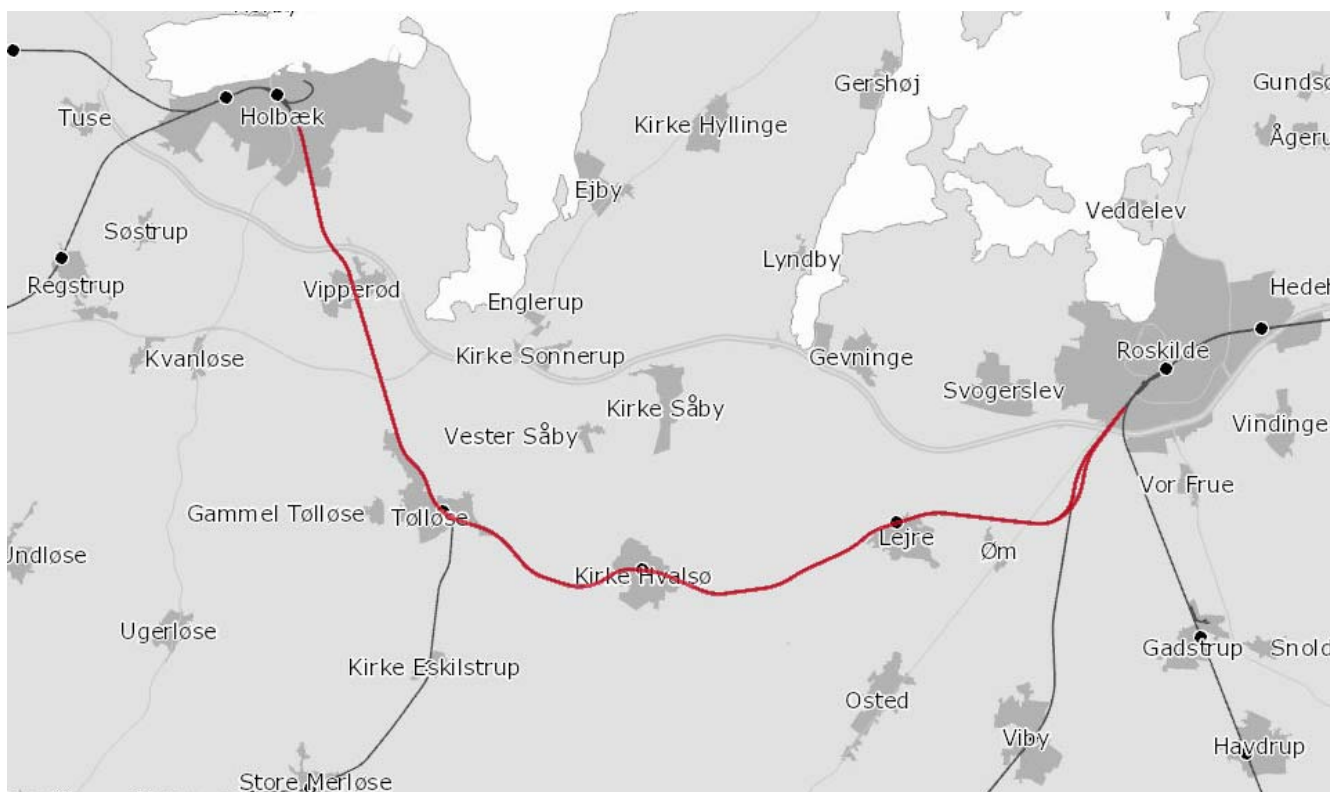 Gershøj
Gundsø
Tuse
Holbæk
Kirke Hyllinge
Ågeru
Ejby
Veddelev
Søstrup
Lyndby
Regstrup
Vipperød
Hedeh
Englerup
Kvanløse
Kirke Sonnerup
Gevninge
Roskilde
Svogerslev
Kirke Såby
Vester Såby
Vindinge
Vor Frue
Gammel Tølløse
Tølløse
Lejre
Øm
Undløse
Kirke Hvalsø
Ugerløse
Gadstrup
Snold
Kirke Eskilstrup
Osted
Viby
Havdrup
Store Merløse